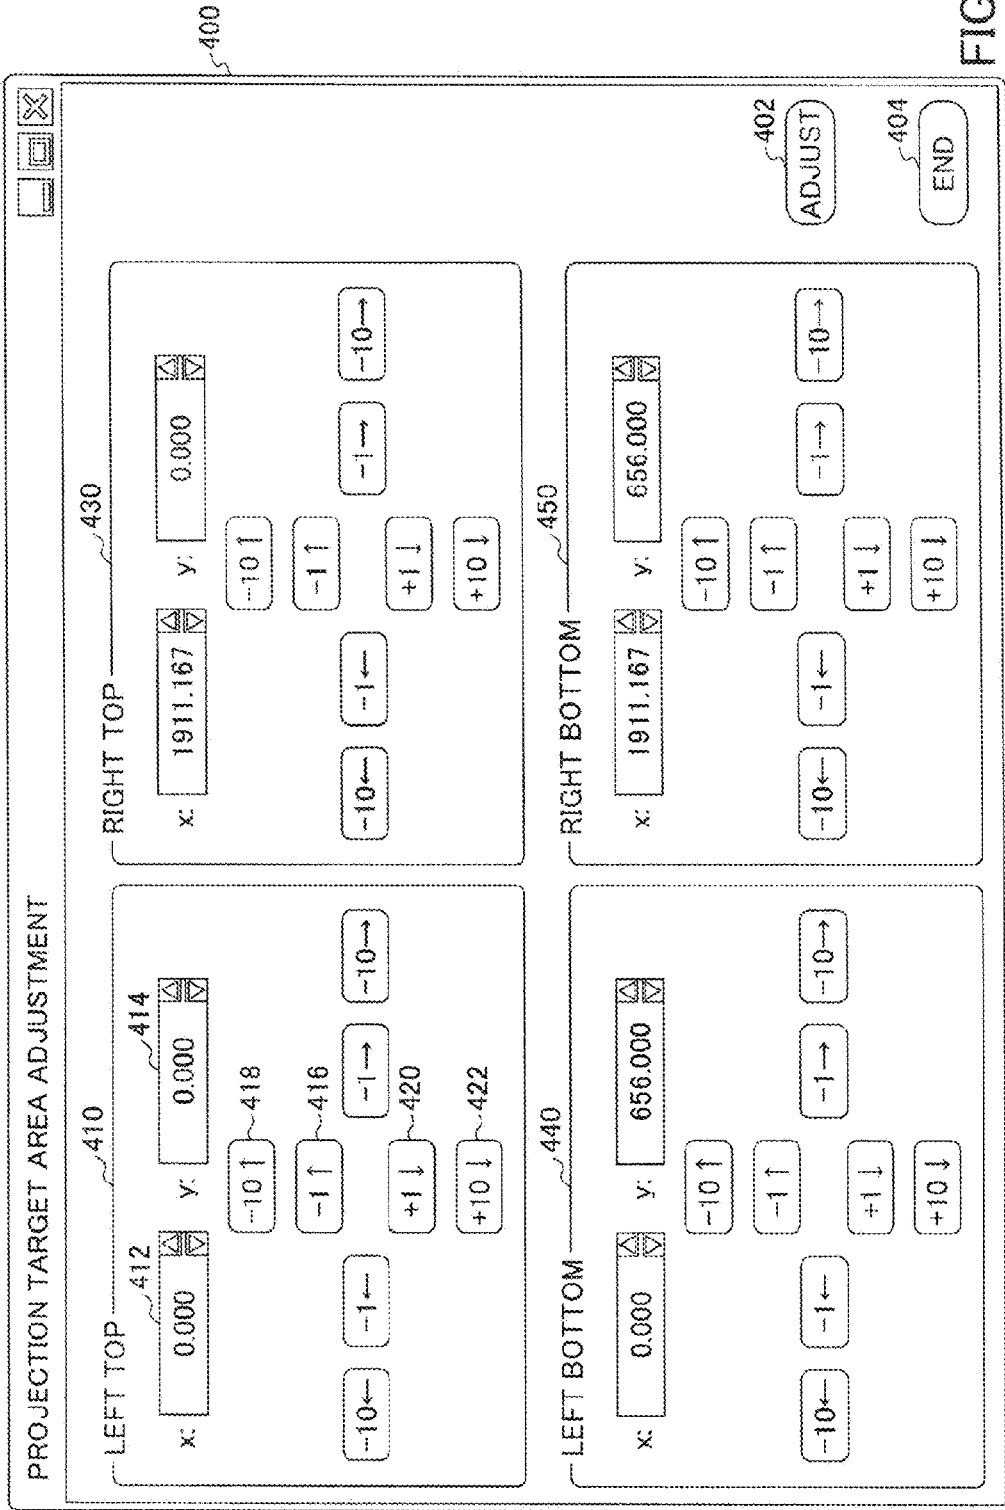 PROJECTION TARGET AREA ADJUSTMENT
400
410
LEFT TOP
412
414
x: 0.000 y: 0.000
-10↑ 418
-1↑ 416
-10← -1← -1→ -10→
+1↓ 420
+10↓ 422
430
RIGHT TOP
x: 1911.167 y: 0.000
-10↑
-1↑
-10← -1← -1→ -10→
+1↓
+10↓
440
LEFT BOTTOM
x: 0.000 y: 656.000
-10↑
-1↑
-10← -1← -1→ -10→
+1↓
+10↓
450
RIGHT BOTTOM
x: 1911.167 y: 656.000
-10↑
-1↑
-10← -1← -1→ -10→
+1↓
+10↓
402
ADJUST
404
END
FIG